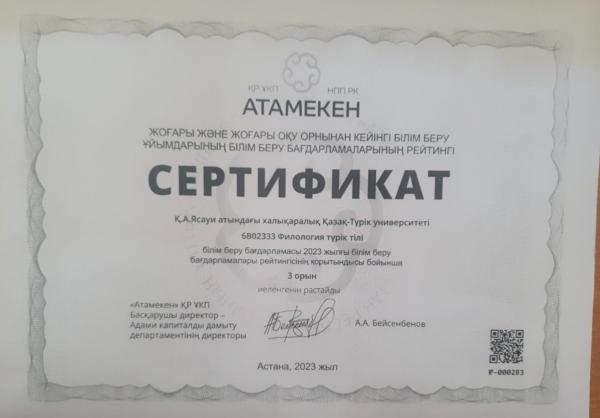 ҚР ҰКП НПП РК
АТАМЕКЕН
ЖОҒАРЫ ЖӘНЕ ЖОҒАРЫ ОҚУ ОРНЫНАН КЕЙІНГІ БІЛІМ БЕРУ
ҰЙЫМДАРЫНЫҢ БІЛІМ БЕРУ БАҒДАРЛАМАЛАРЫНЫҢ РЕЙТИНГІ
СЕРТИФИКАТ
Қ.А.Ясауи атындағы халықаралық Қазақ-Түрік университеті
6В02333 Филология түрік тілі
білім беру бағдарламасы 2023 жылғы білім беру
бағдарламалары рейтингісінің қорытындысы бойынша
3 орын
иеленгенін растайды
«Атамекен» ҚР ҰКП
Басқарушы директор –
Адами капиталды дамыту
департаментінің директоры
А.А. Бейсенбенов
Астана, 2023 жыл
№-000283